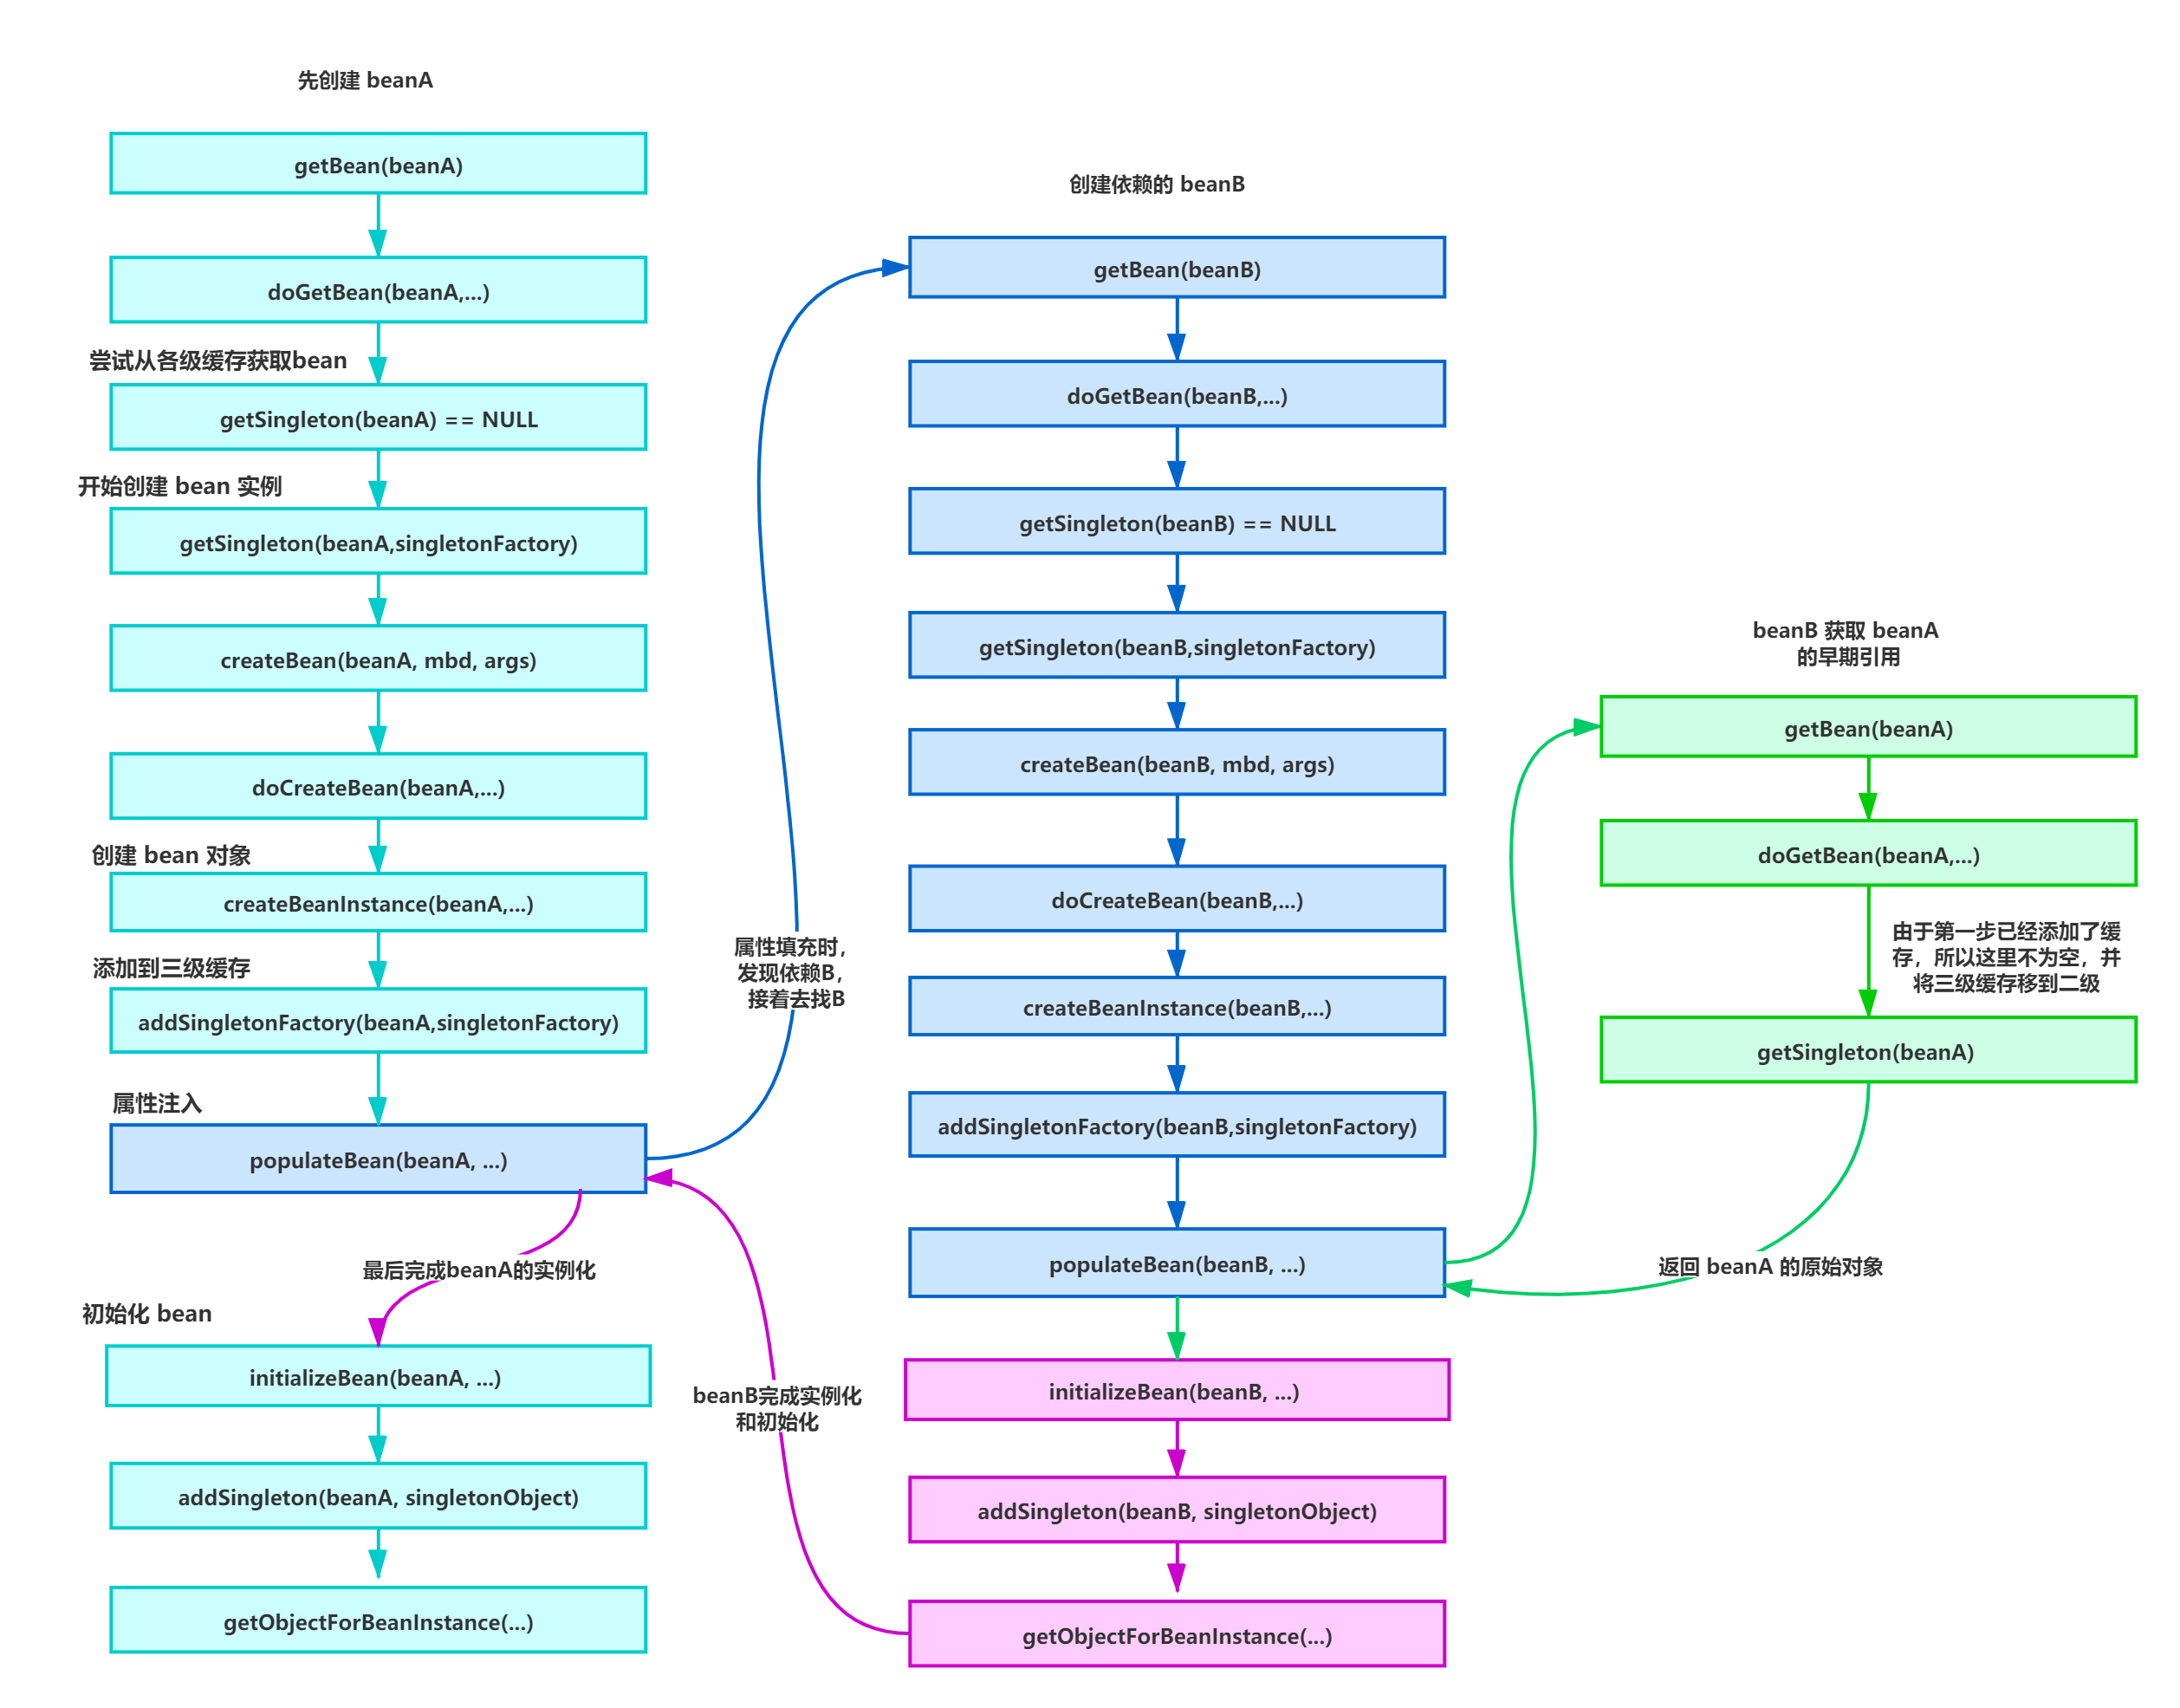 先创建 beanA
getBean(beanA)
doGetBean(beanA,...)
尝试从各级缓存获取bean
getSingleton(beanA) == NULL
开始创建 bean 实例
getSingleton(beanA,singletonFactory)
createBean(beanA, mbd, args)
doCreateBean(beanA,...)
创建 bean 对象
createBeanInstance(beanA,...)
添加到三级缓存
addSingletonFactory(beanA,singletonFactory)
属性注入
populateBean(beanA, ...)
最后完成beanA的实例化
初始化 bean
initializeBean(beanA, ...)
addSingleton(beanA, singletonObject)
getObjectForBeanInstance(...)
属性填充时，
发现依赖B，
接着去找B
beanB完成实例化
和初始化
创建依赖的 beanB
getBean(beanB)
doGetBean(beanB,...)
getSingleton(beanB) == NULL
getSingleton(beanB,singletonFactory)
createBean(beanB, mbd, args)
doCreateBean(beanB,...)
createBeanInstance(beanB,...)
addSingletonFactory(beanB,singletonFactory)
populateBean(beanB, ...)
initializeBean(beanB, ...)
addSingleton(beanB, singletonObject)
getObjectForBeanInstance(...)
beanB 获取 beanA
的早期引用
getBean(beanA)
doGetBean(beanA,...)
由于第一步已经添加了缓
存，所以这里不为空，并
将三级缓存移到二级
getSingleton(beanA)
返回 beanA 的原始对象